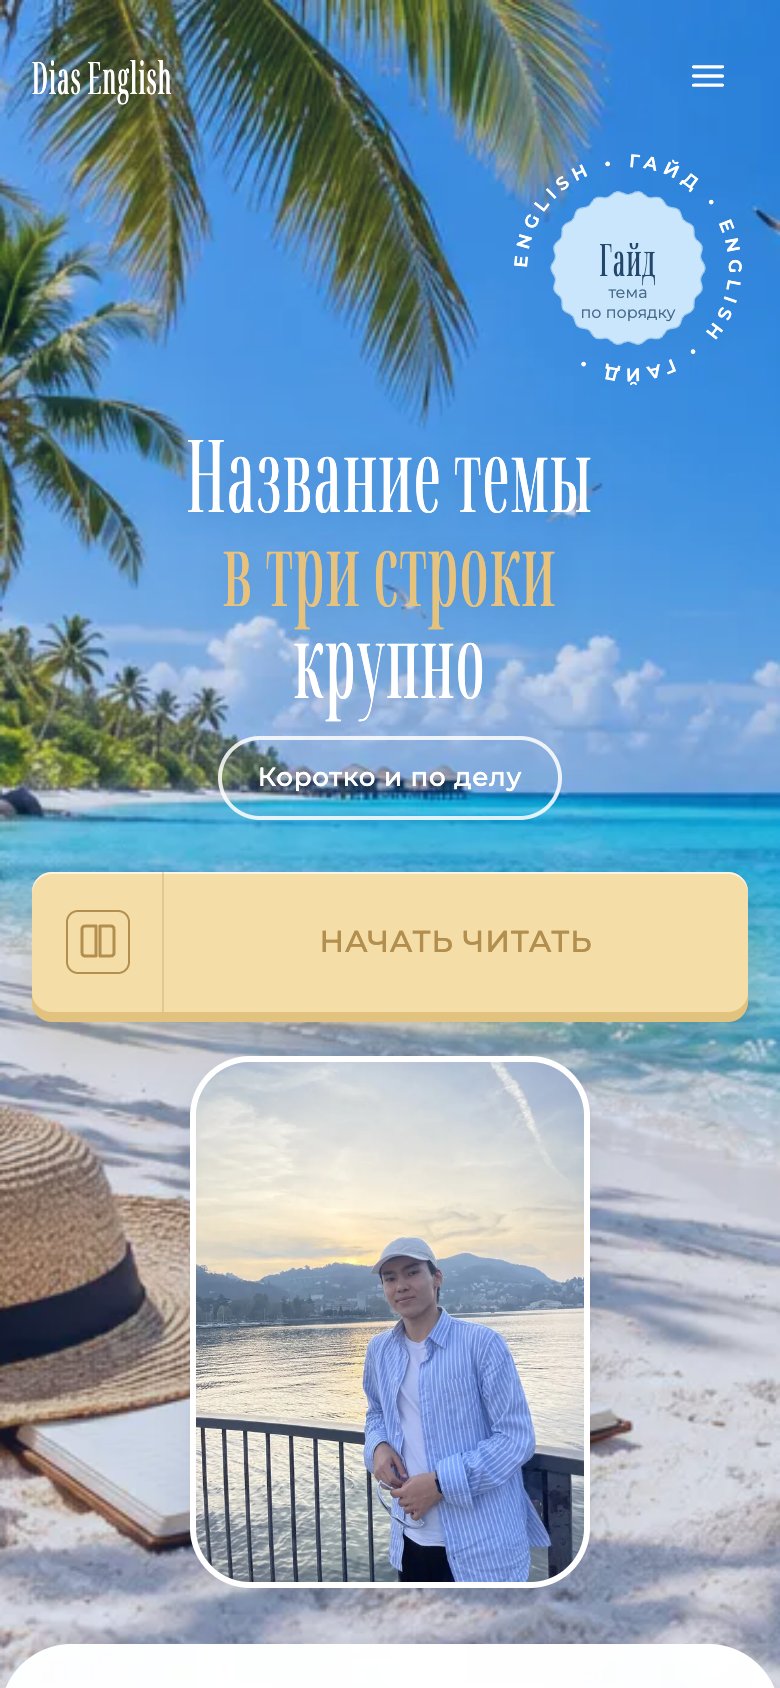 Dias English
ENGLISH • ГАЙД • ENGLISH • ГАЙД •
Гайд
тема
по порядку
Название темы
в три строки
крупно
Коротко и по делу
НАЧАТЬ ЧИТАТЬ